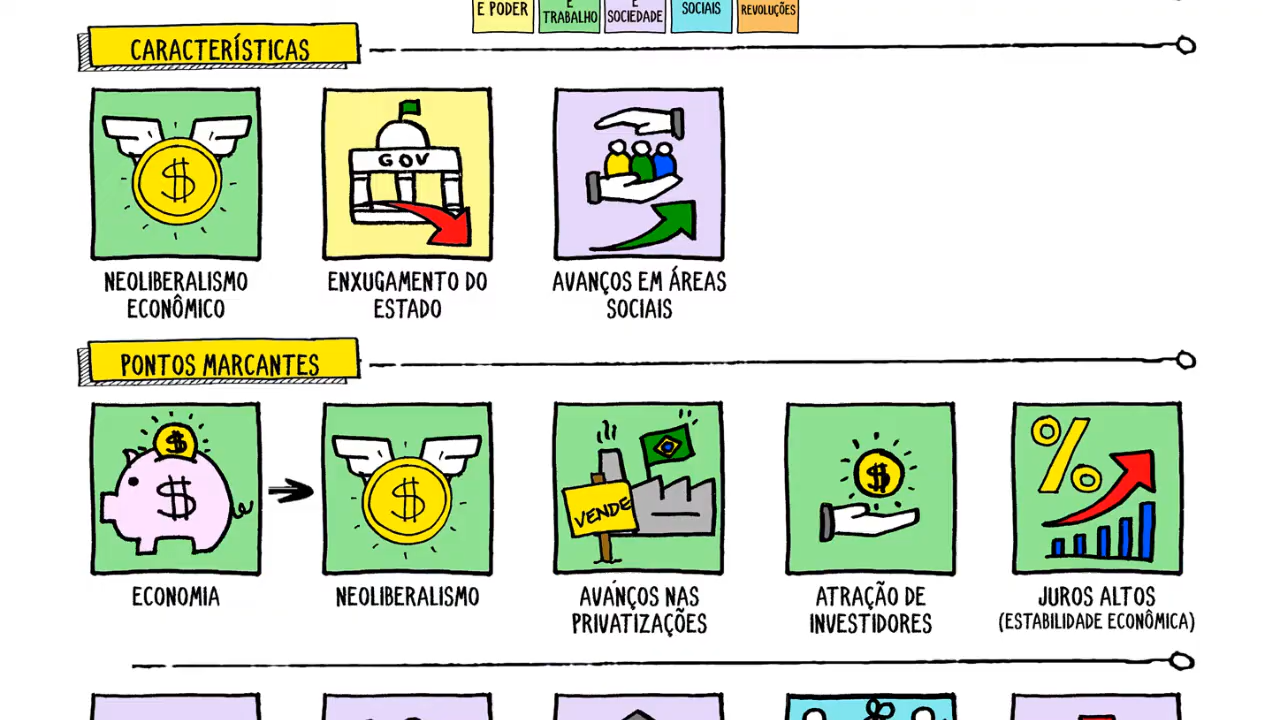 E PODER
E
TRABALHO
E
SOCIEDADE
SOCIAIS
REVOLUÇÕES
CARACTERÍSTICAS
$
GOV
NEOLIBERALISMO
ECONÔMICO
ENXUGAMENTO DO
ESTADO
AVANÇOS EM ÁREAS
SOCIAIS
PONTOS MARCANTES
$
$
$
VENDE
$
%
ECONOMIA
NEOLIBERALISMO
AVANÇOS NAS
PRIVATIZAÇÕES
ATRAÇÃO DE
INVESTIDORES
JUROS ALTOS
(ESTABILIDADE ECONÔMICA)